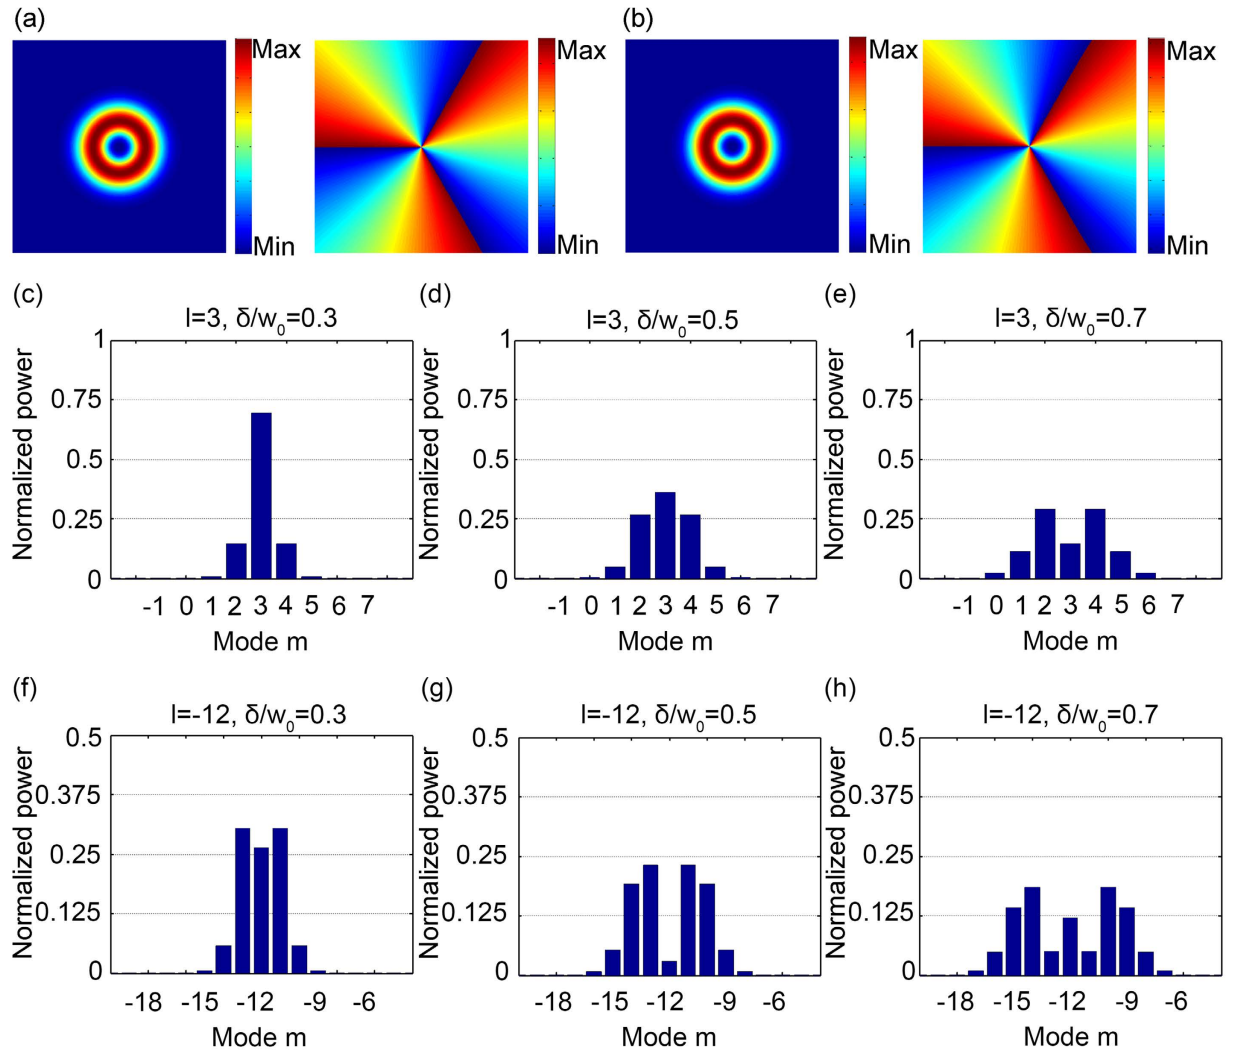 (a)
(b)
Max
Min
Max
Min
Max
Min
Max
Min
(c)
l=3, δ/w₀=0.3
Normalized power
1
0.75
0.5
0.25
0
-1 0 1 2 3 4 5 6 7
Mode m
(d)
l=3, δ/w₀=0.5
Normalized power
1
0.75
0.5
0.25
0
-1 0 1 2 3 4 5 6 7
Mode m
(e)
l=3, δ/w₀=0.7
Normalized power
1
0.75
0.5
0.25
0
-1 0 1 2 3 4 5 6 7
Mode m
(f)
l=-12, δ/w₀=0.3
Normalized power
0.5
0.375
0.25
0.125
0
-18 -15 -12 -9 -6
Mode m
(g)
l=-12, δ/w₀=0.5
Normalized power
0.5
0.375
0.25
0.125
0
-18 -15 -12 -9 -6
Mode m
(h)
l=-12, δ/w₀=0.7
Normalized power
0.5
0.375
0.25
0.125
0
-18 -15 -12 -9 -6
Mode m